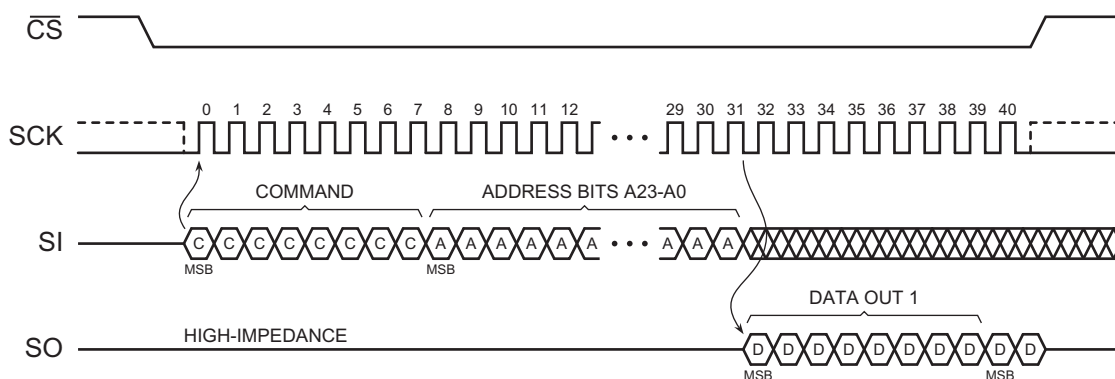 CS
0 1 2 3 4 5 6 7 8 9 10 11 12 29 30 31 32 33 34 35 36 37 38 39 40
SCK
COMMAND ADDRESS BITS A23-A0
SI C C C C C C C C A A A A A A A A A
MSB MSB
DATA OUT 1
HIGH-IMPEDANCE
SO D D D D D D D D D D
MSB MSB